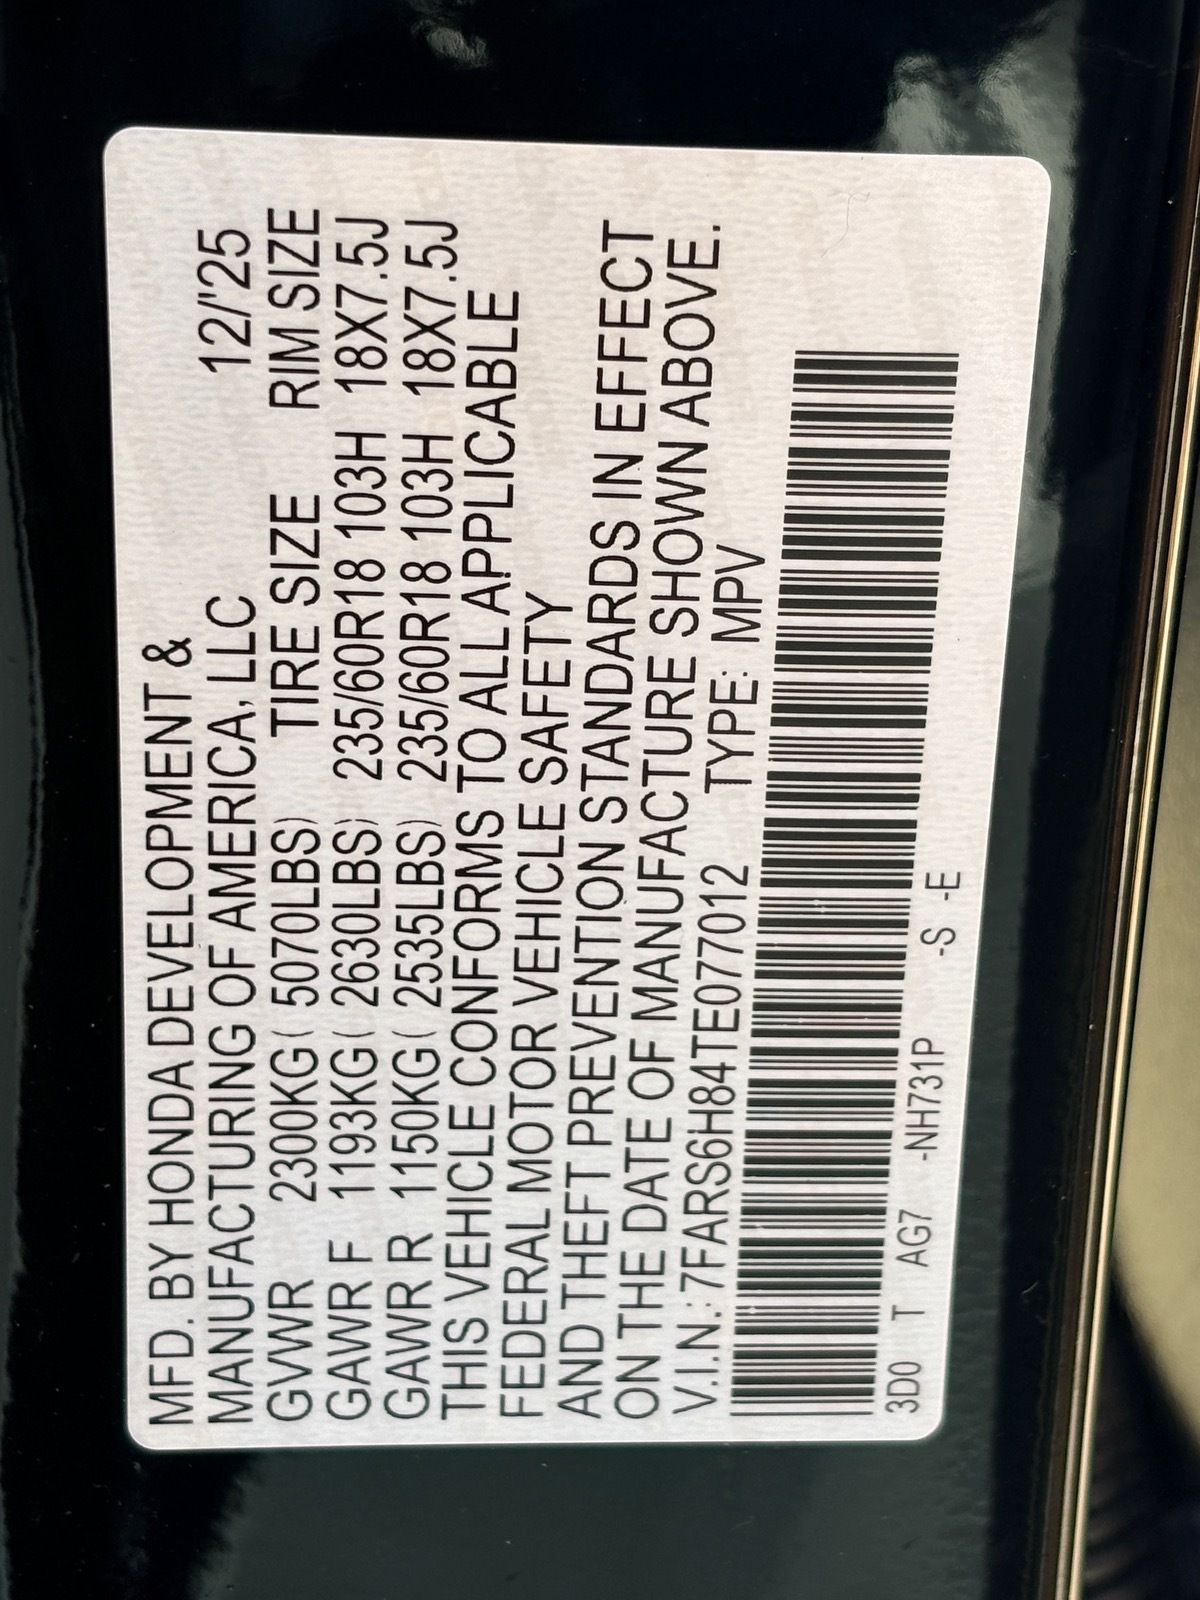 MFD. BY HONDA DEVELOPMENT &
MANUFACTURING OF AMERICA, LLC 12/'25
GVWR 2300KG ( 5070LBS) TIRE SIZE RIM SIZE
GAWR F 1193KG ( 2630LBS) 235/60R18 103H 18X7.5J
GAWR R 1150KG ( 2535LBS) 235/60R18 103H 18X7.5J
THIS VEHICLE CONFORMS TO ALL APPLICABLE
FEDERAL MOTOR VEHICLE SAFETY
AND THEFT PREVENTION STANDARDS IN EFFECT
ON THE DATE OF MANUFACTURE SHOWN ABOVE.
V.I.N.: 7FARS6H84TE077012 TYPE: MPV
3D0 T AG7 -NH731P -S -E